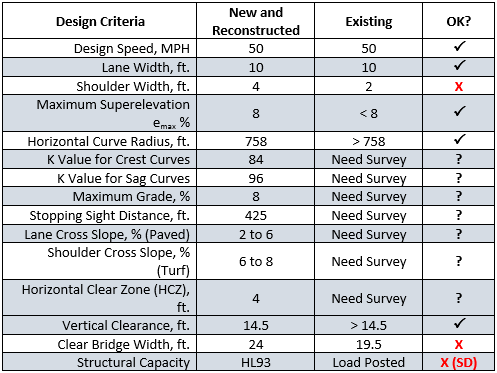 Design Criteria New and Reconstructed Existing OK?
Design Speed, MPH 50 50 ✓
Lane Width, ft. 10 10 ✓
Shoulder Width, ft. 4 2 X
Maximum Superelevation emax % 8 < 8 ✓
Horizontal Curve Radius, ft. 758 > 758 ✓
K Value for Crest Curves 84 Need Survey ?
K Value for Sag Curves 96 Need Survey ?
Maximum Grade, % 8 Need Survey ?
Stopping Sight Distance, ft. 425 Need Survey ?
Lane Cross Slope, % (Paved) 2 to 6 Need Survey ?
Shoulder Cross Slope, % (Turf) 6 to 8 Need Survey ?
Horizontal Clear Zone (HCZ), ft. 4 Need Survey ?
Vertical Clearance, ft. 14.5 > 14.5 ✓
Clear Bridge Width, ft. 24 19.5 X
Structural Capacity HL93 Load Posted X (SD)